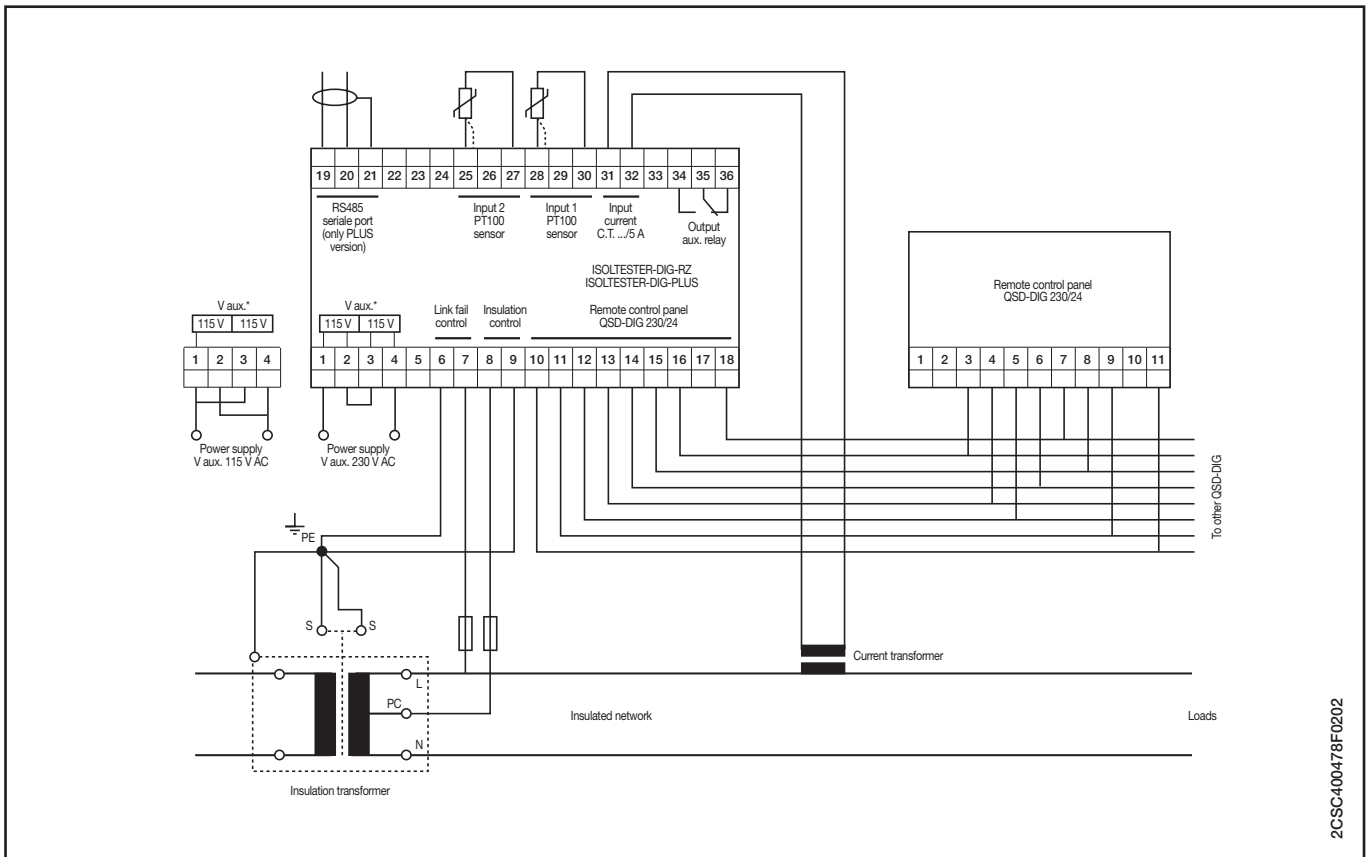 19 20 21 22 23 24 25 26 27 28 29 30 31 32 33 34 35 36
RS485
seriale port
(only PLUS
version)
Input 2
PT100
sensor
Input 1
PT100
sensor
Input
current
C.T. .../5 A
Output
aux. relay
ISOLTESTER-DIG-RZ
ISOLTESTER-DIG-PLUS
V aux.*
115 V 115 V
1 2 3 4
Power supply
V aux. 115 V AC
V aux.*
115 V 115 V
Link fail
control
Insulation
control
Remote control panel
QSD-DIG 230/24
1 2 3 4 5 6 7 8 9 10 11 12 13 14 15 16 17 18
Power supply
V aux. 230 V AC
Remote control panel
QSD-DIG 230/24
1 2 3 4 5 6 7 8 9 10 11
To other QSD-DIG
PE
S S
L
PC
N
Insulation transformer
Insulated network
Current transformer
Loads
2CSC400478F0202